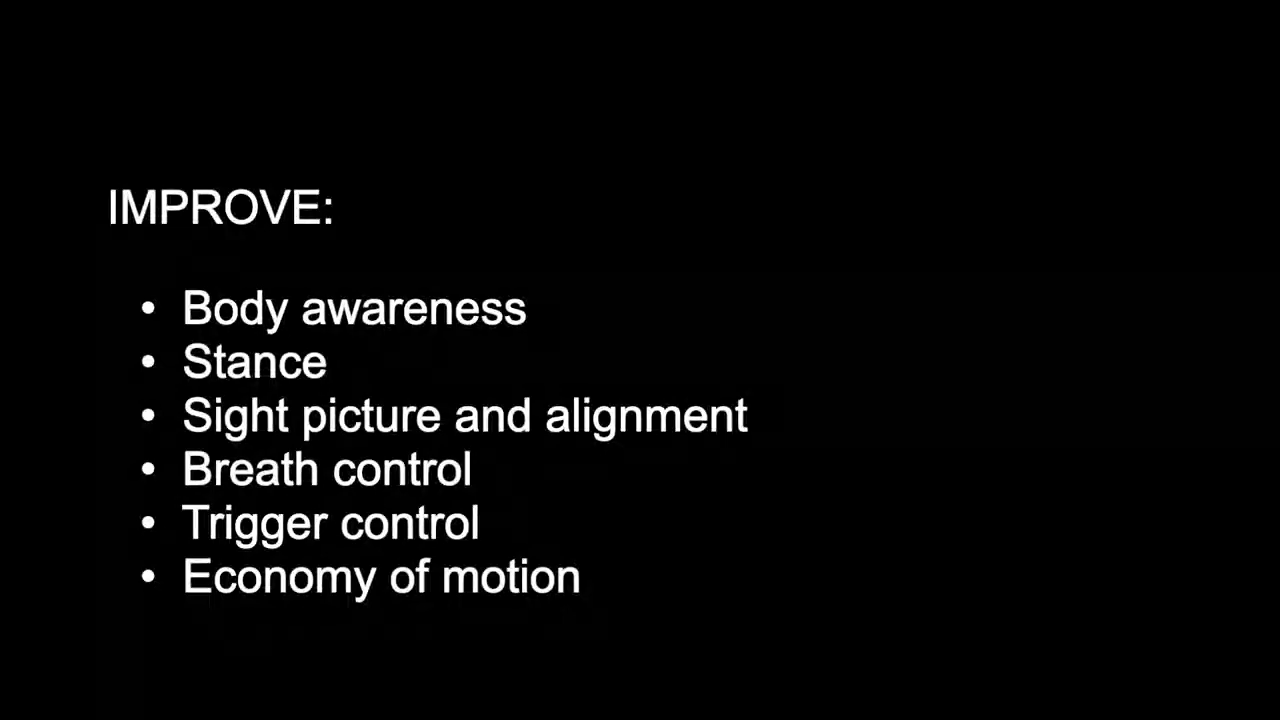 IMPROVE:
• Body awareness
• Stance
• Sight picture and alignment
• Breath control
• Trigger control
• Economy of motion